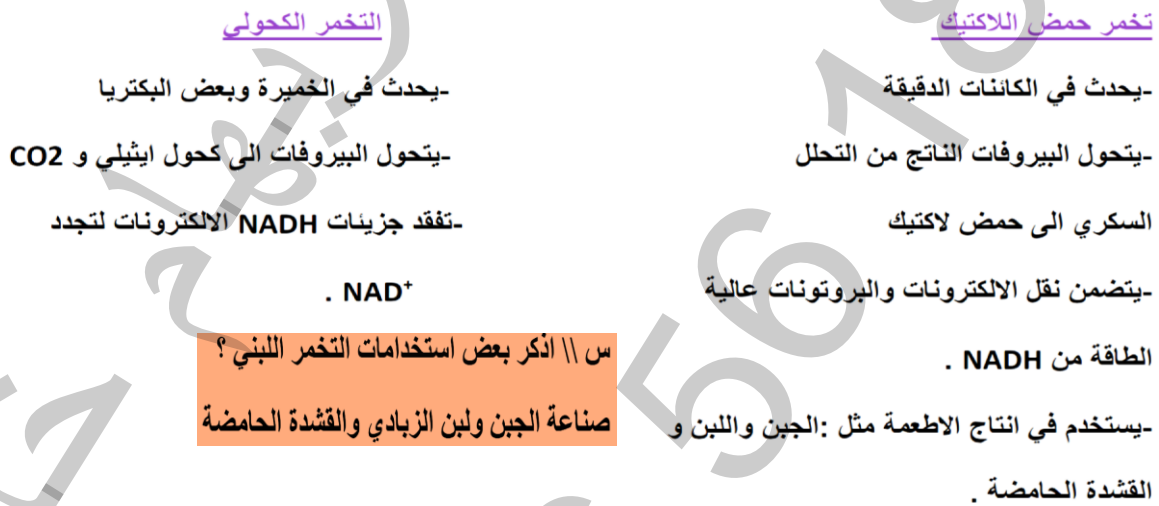 تخمر حمض اللاكتيك
-يحدث في الكائنات الدقيقة
-يتحول البيروفات الناتج من التحلل
السكري الى حمض لاكتيك
-يتضمن نقل الالكترونات والبروتونات عالية
الطاقة من NADH .
-يستخدم في انتاج الاطعمة مثل :الجبن واللبن و
القشدة الحامضة .
التخمر الكحولي
-يحدث في الخميرة وبعض البكتريا
-يتحول البيروفات الى كحول ايثيلي و CO2
-تفقد جزيئات NADH الالكترونات لتجدد
NAD⁺ .
س \\ اذكر بعض استخدامات التخمر اللبني ؟
صناعة الجبن ولبن الزبادي والقشدة الحامضة